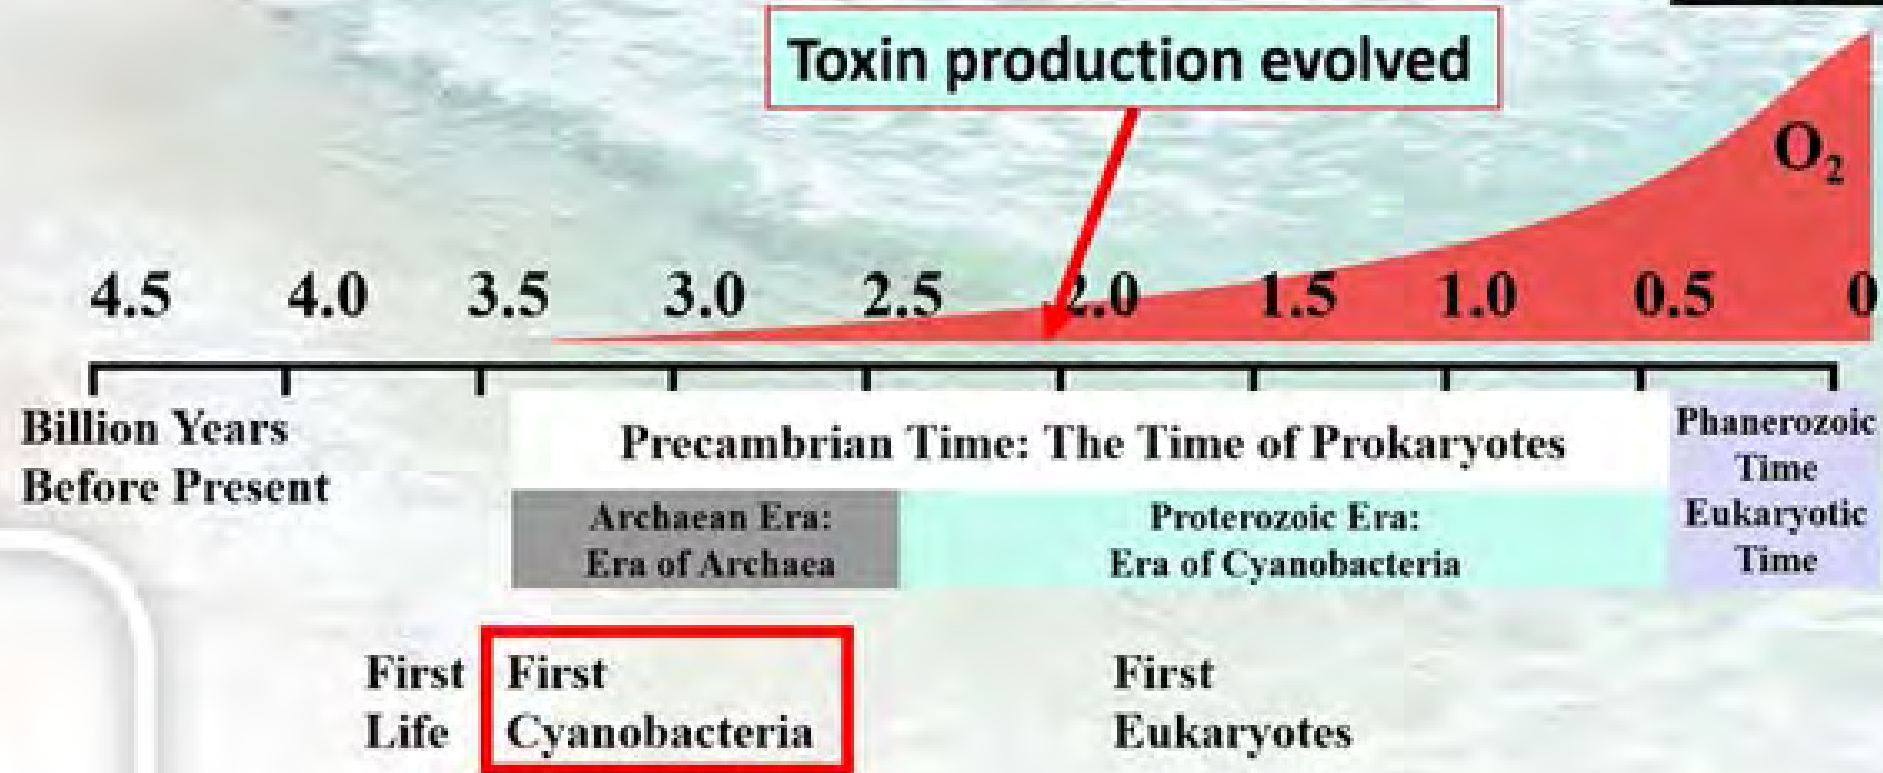 Toxin production evolved
O₂
4.5 4.0 3.5 3.0 2.5 2.0 1.5 1.0 0.5 0
Billion Years
Before Present
Precambrian Time: The Time of Prokaryotes
Phanerozoic
Time
Eukaryotic
Time
Archaean Era:
Era of Archaea
Proterozoic Era:
Era of Cyanobacteria
First
Life
First
Cyanobacteria
First
Eukaryotes